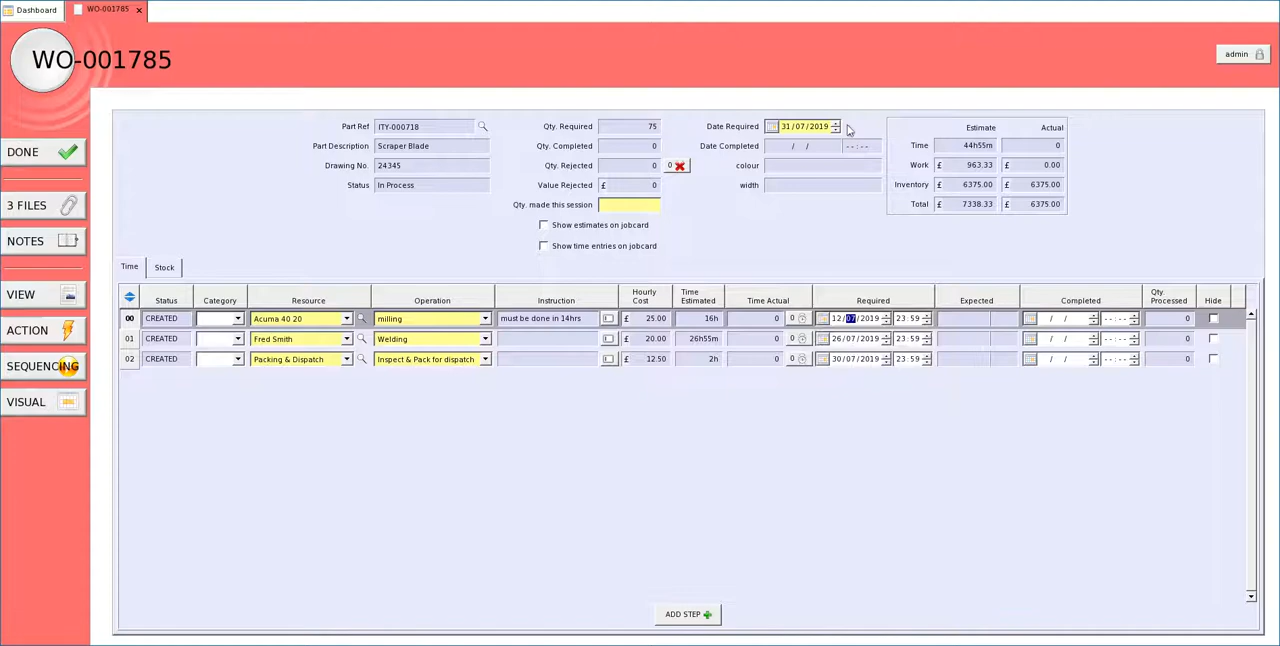 Dashboard WO-001785
WO-001785
admin
DONE
3 FILES
NOTES
VIEW
ACTION
SEQUENCING
VISUAL
Part Ref ITY-000718 Qty. Required 75 Date Required 31/07/2019 Estimate Actual
Part Description Scraper Blade Qty. Completed 0 Date Completed / / --:-- Time 44h55m 0
Drawing No. 24345 Qty. Rejected 0 0 colour Work £ 963.33 £ 0.00
Status In Process Value Rejected £ 0 width Inventory £ 6375.00 £ 6375.00
Qty. made this session Total £ 7338.33 £ 6375.00
Show estimates on jobcard
Show time entries on jobcard
Time Stock
Status Category Resource Operation Instruction Hourly Cost Time Estimated Time Actual Required Expected Completed Qty. Processed Hide
00 CREATED Acuma 40 20 milling must be done in 14hrs £ 25.00 16h 0 0 12/07/2019 23:59 / / --:-- 0
01 CREATED Fred Smith Welding £ 20.00 26h55m 0 0 26/07/2019 23:59 / / --:-- 0
02 CREATED Packing & Dispatch Inspect & Pack for dispatch £ 12.50 2h 0 0 30/07/2019 23:59 / / --:-- 0
ADD STEP